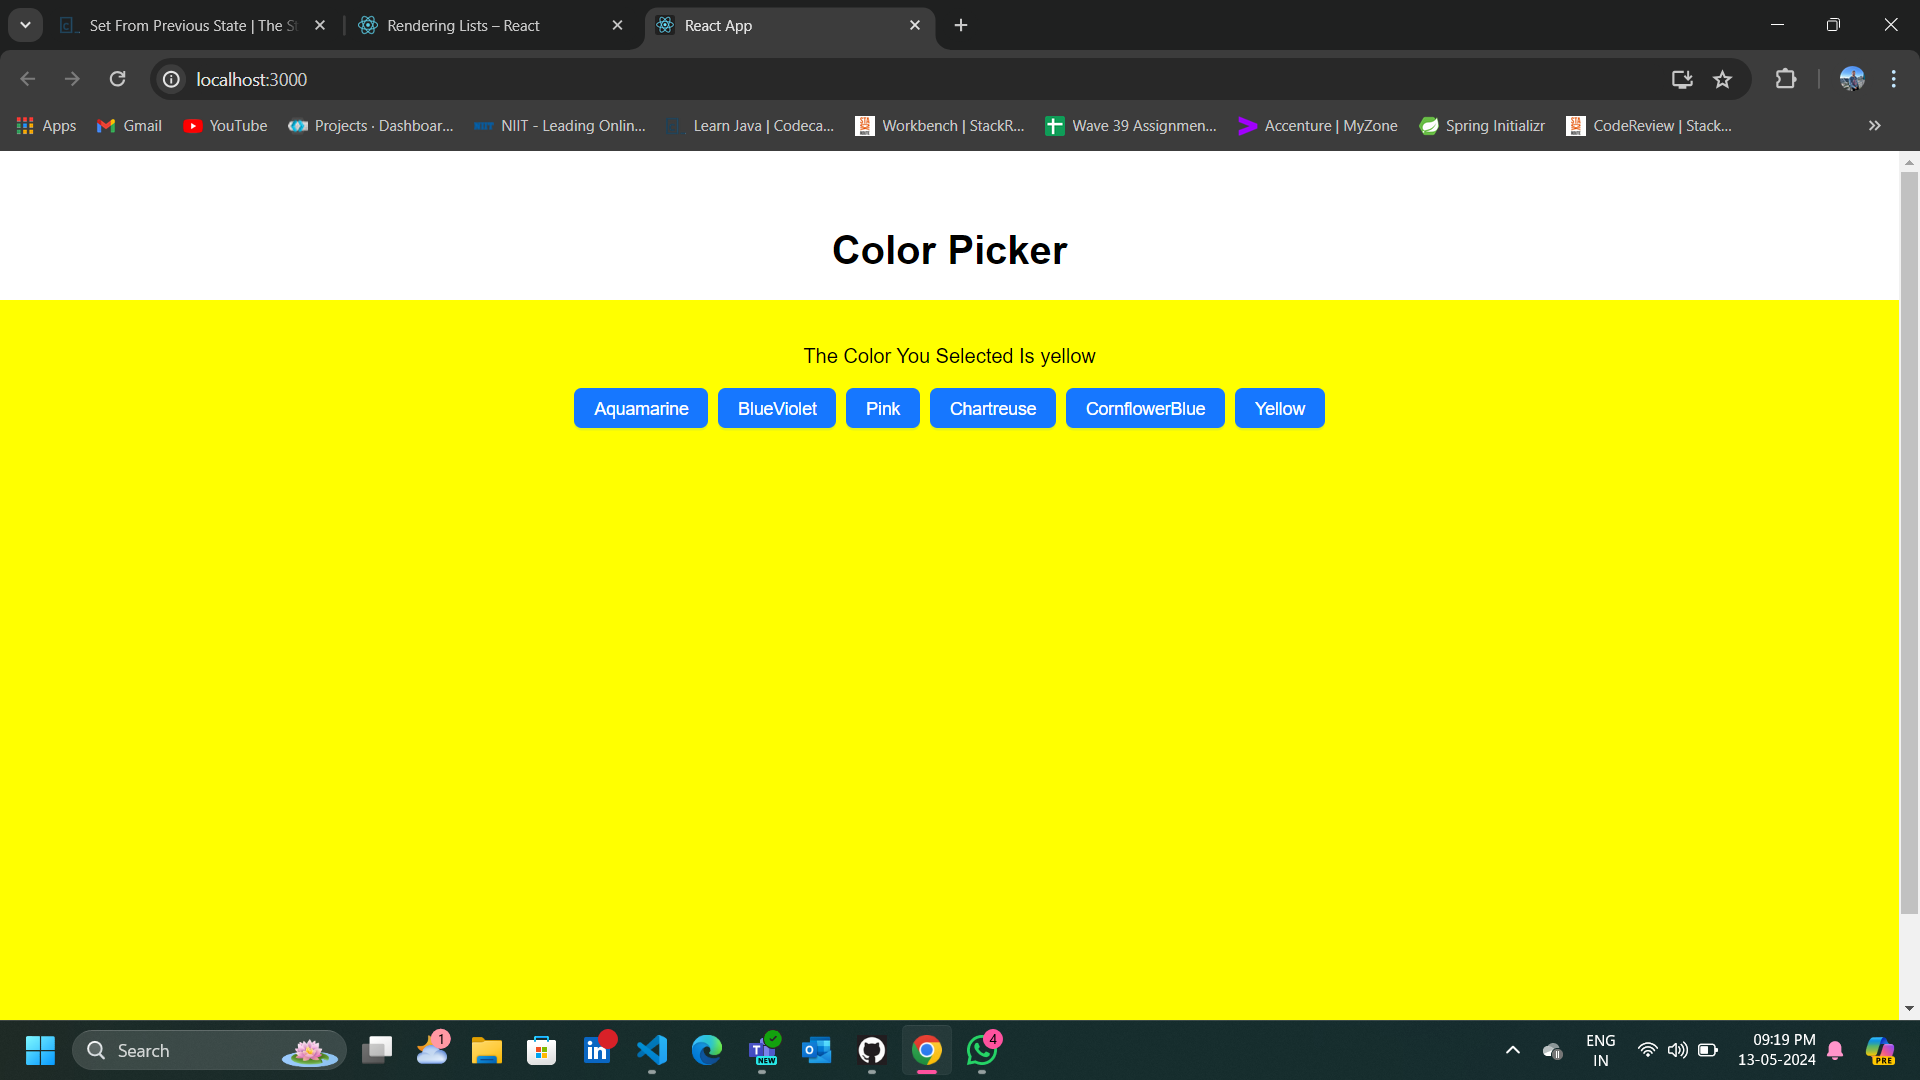 Set From Previous State | The St
Rendering Lists – React
React App
localhost:3000
Apps
Gmail
YouTube
Projects · Dashboar...
NIIT - Leading Onlin...
Learn Java | Codeca...
Workbench | StackR...
Wave 39 Assignmen...
Accenture | MyZone
Spring Initializr
CodeReview | Stack...
Color Picker
The Color You Selected Is yellow
Aquamarine
BlueViolet
Pink
Chartreuse
CornflowerBlue
Yellow
Search
1
NEW
4
ENG
IN
09:19 PM
13-05-2024
PRE